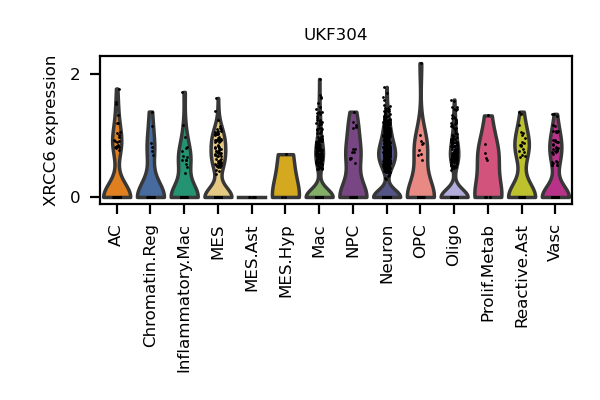 UKF304
XRCC6 expression
2
0
AC
Chromatin.Reg
Inflammatory.Mac
MES
MES.Ast
MES.Hyp
Mac
NPC
Neuron
OPC
Oligo
Prolif.Metab
Reactive.Ast
Vasc